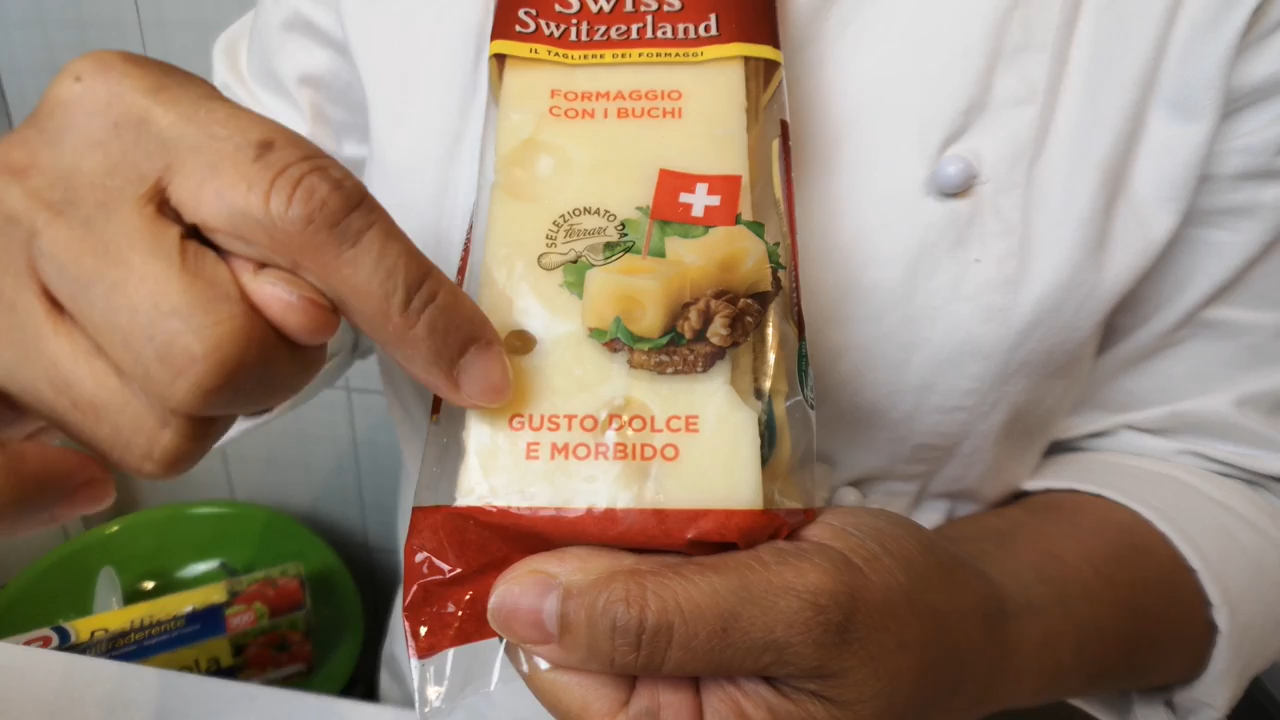 Swiss
Switzerland
IL TAGLIERE DEI FORMAGGI
FORMAGGIO
CON I BUCHI
SELEZIONATO DA
Ferrari
GUSTO DOLCE
E MORBIDO